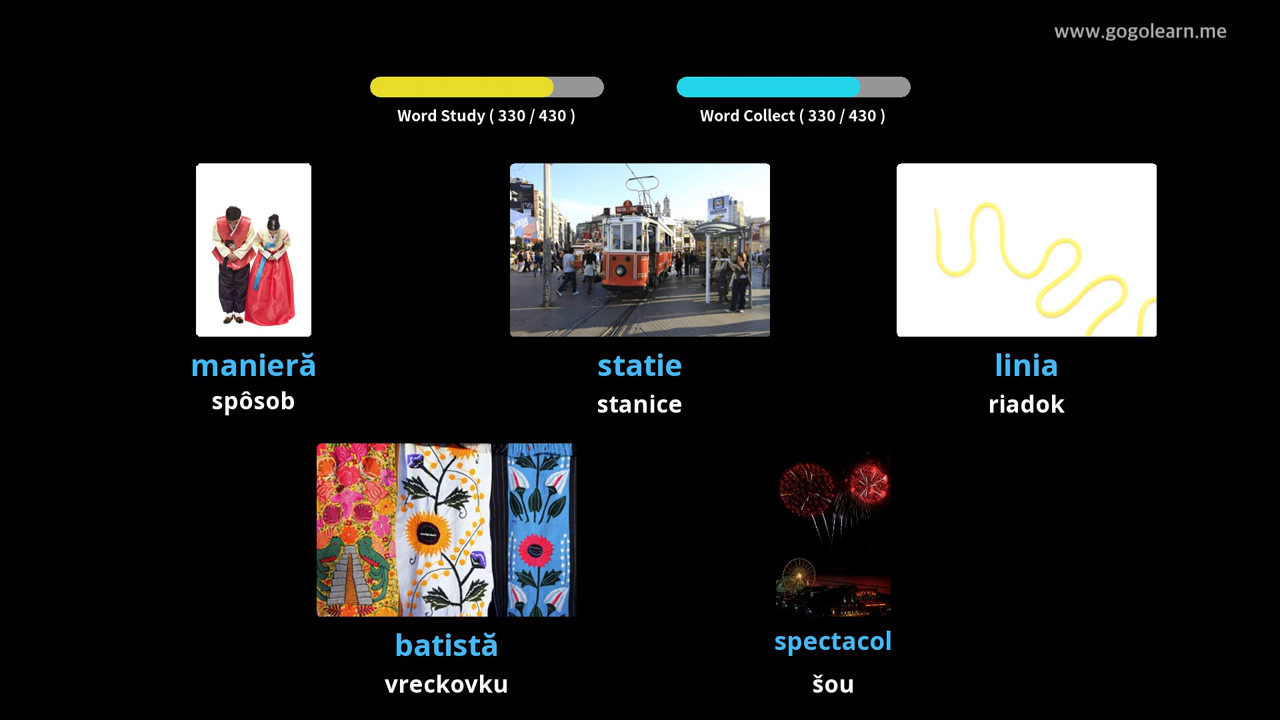 www.gogolearn.me
Word Study ( 330 / 430 )
Word Collect ( 330 / 430 )
manieră
spôsob
statie
stanice
linia
riadok
batistă
vreckovku
spectacol
šou